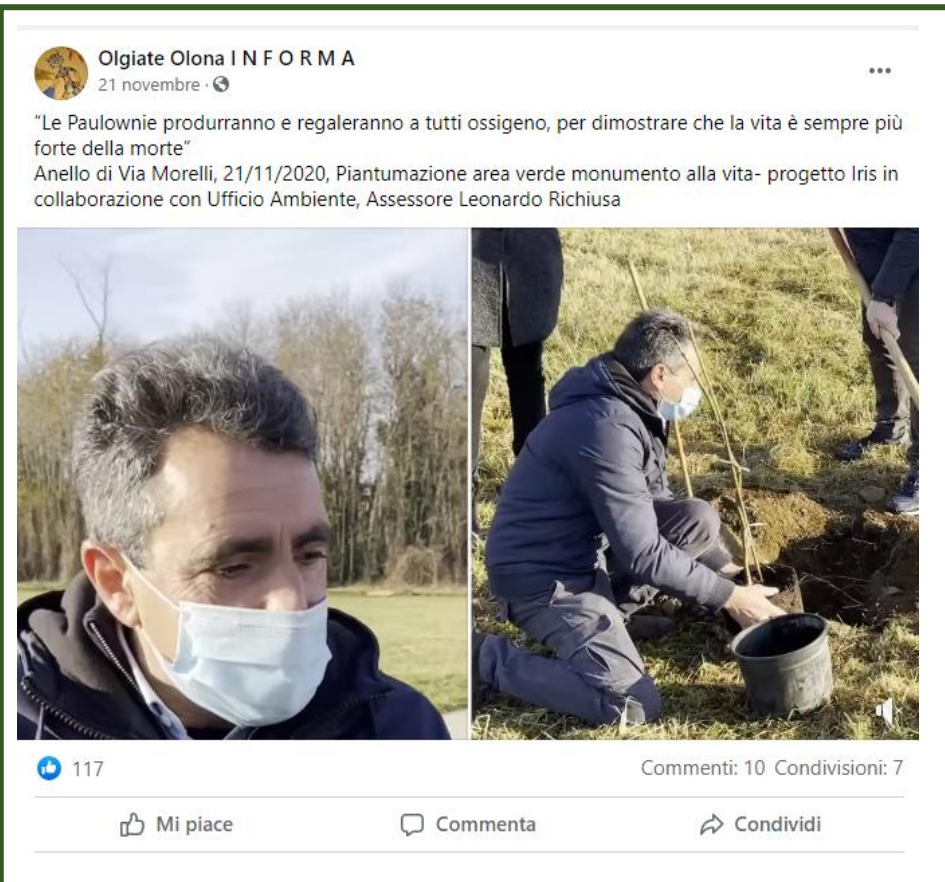 Olgiate Olona I N F O R M A
21 novembre ·
“Le Paulownie produrranno e regaleranno a tutti ossigeno, per dimostrare che la vita è sempre più
forte della morte”
Anello di Via Morelli, 21/11/2020, Piantumazione area verde monumento alla vita- progetto Iris in
collaborazione con Ufficio Ambiente, Assessore Leonardo Richiusa
117
Commenti: 10 Condivisioni: 7
Mi piace
Commenta
Condividi